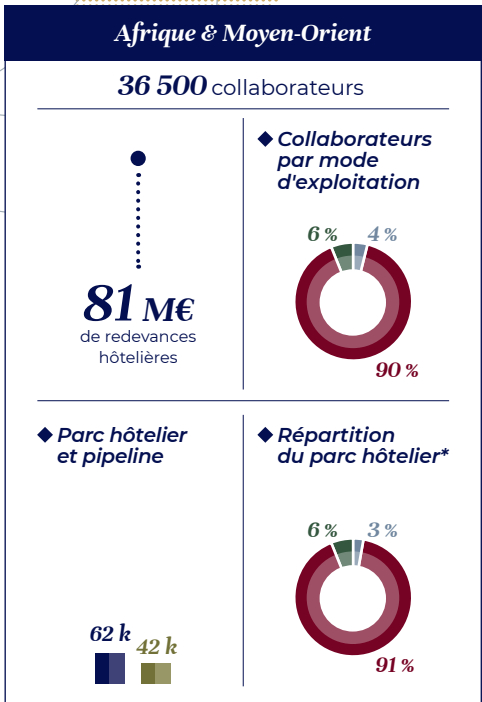 Afrique & Moyen-Orient
36 500 collaborateurs
81 M€
de redevances
hôtelières
Collaborateurs
par mode
d'exploitation
6 % 4 %
90 %
Parc hôtelier
et pipeline
62 k
42 k
Répartition
du parc hôtelier*
6 % 3 %
91 %